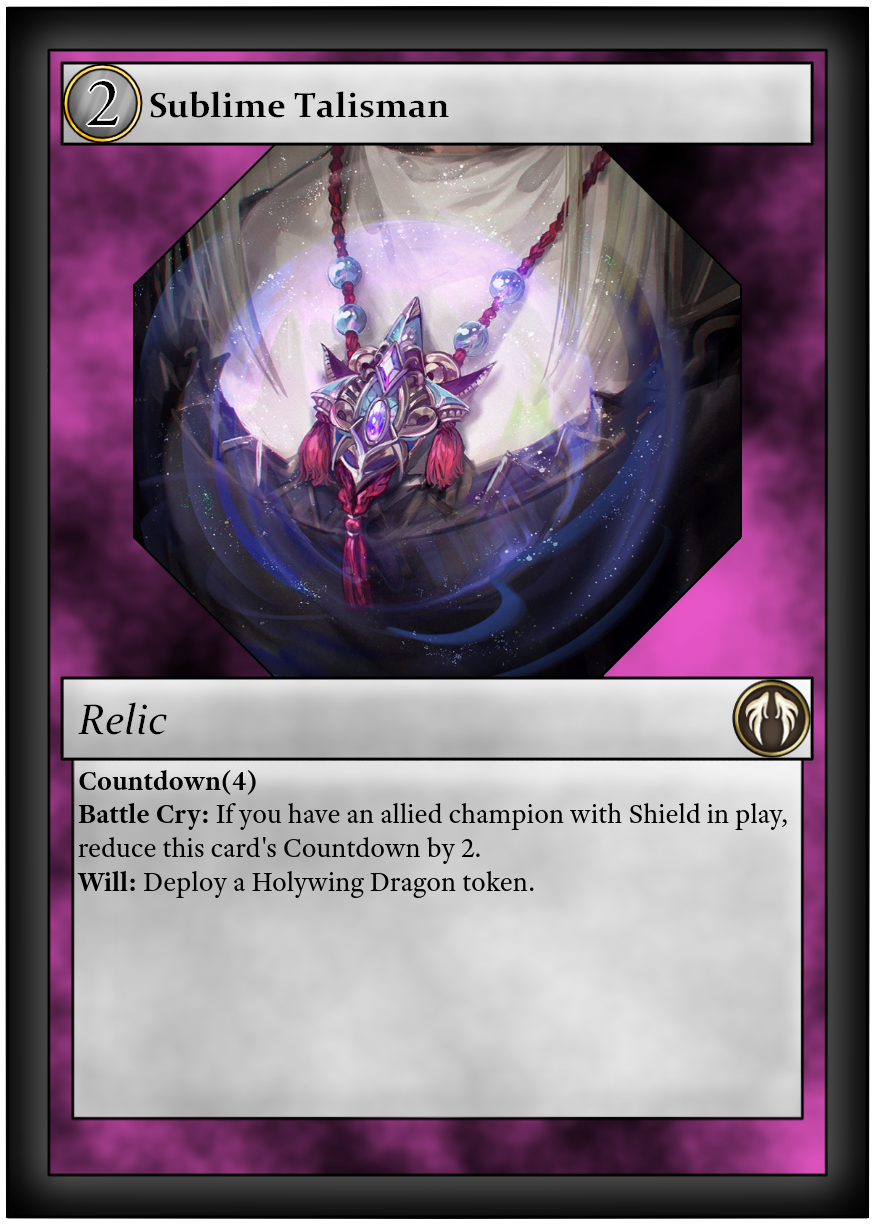 2 Sublime Talisman
Relic
Countdown(4)
Battle Cry: If you have an allied champion with Shield in play,
reduce this card's Countdown by 2.
Will: Deploy a Holywing Dragon token.